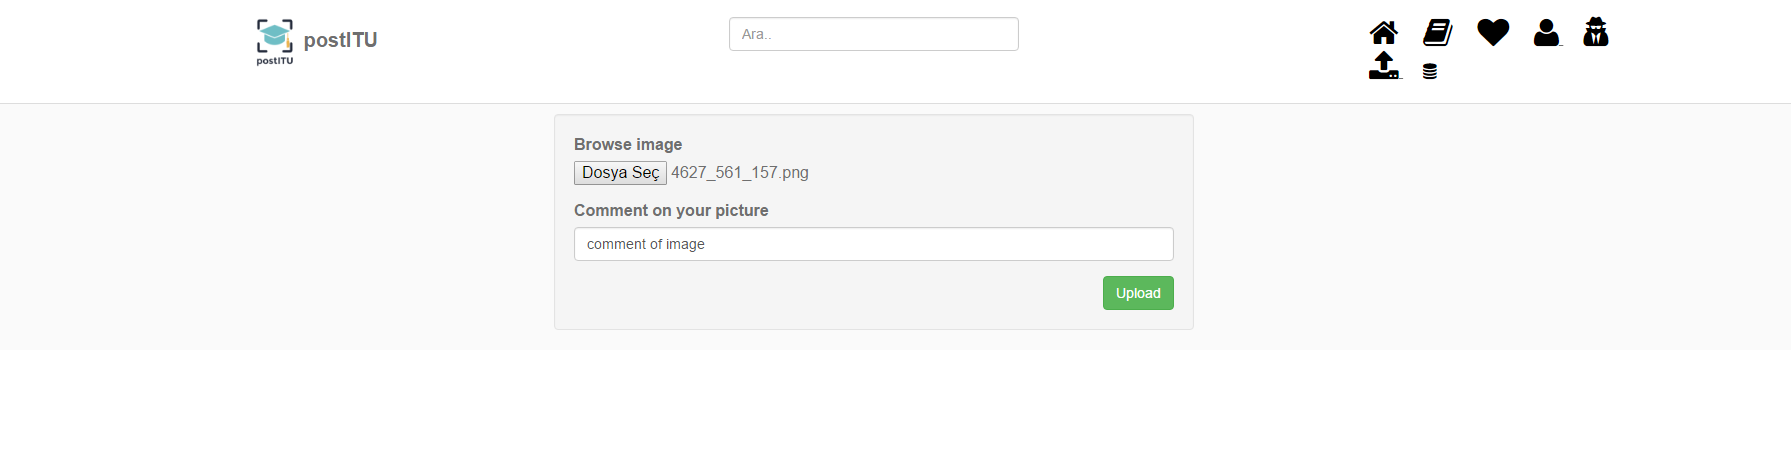 postITU
postITU
Ara..
Browse image
Dosya Seç 4627_561_157.png
Comment on your picture
comment of image
Upload